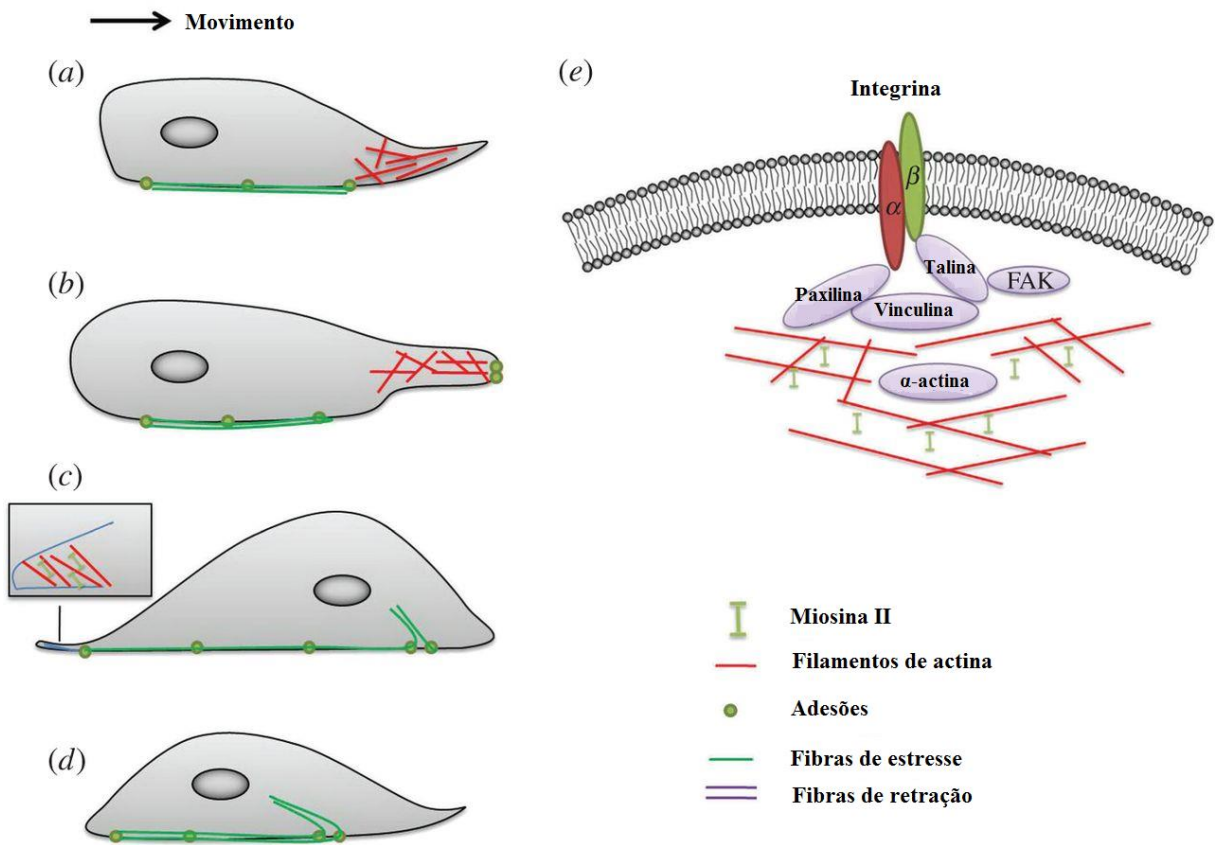 Movimento
(a)
(b)
(c)
(d)
(e)
Integrina
α
β
Talina
FAK
Paxilina
Vinculina
α-actina
Miosina II
Filamentos de actina
Adesões
Fibras de estresse
Fibras de retração